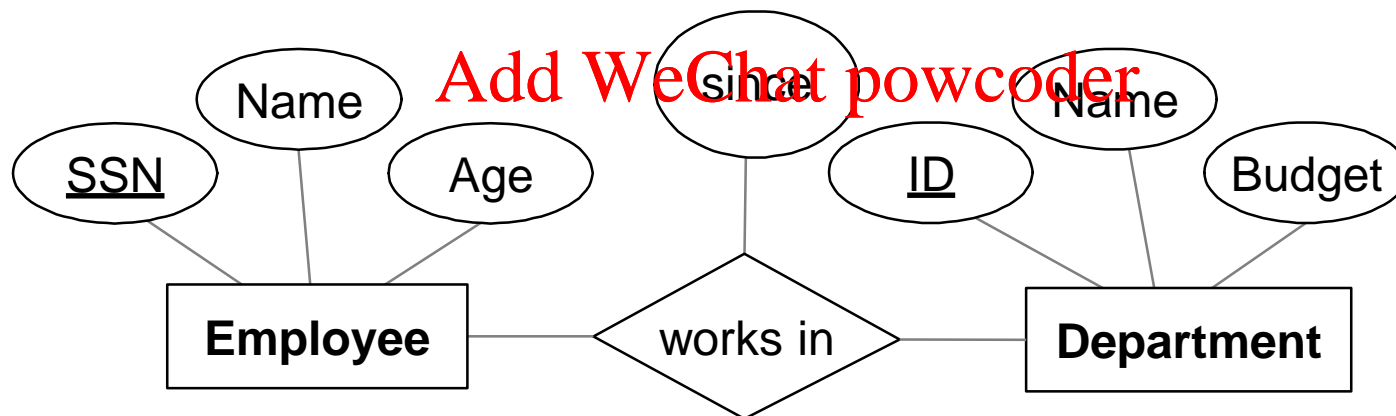 Add WeChat powcoder
since
Name
Name
SSN
Age
ID
Budget
Employee
works in
Department